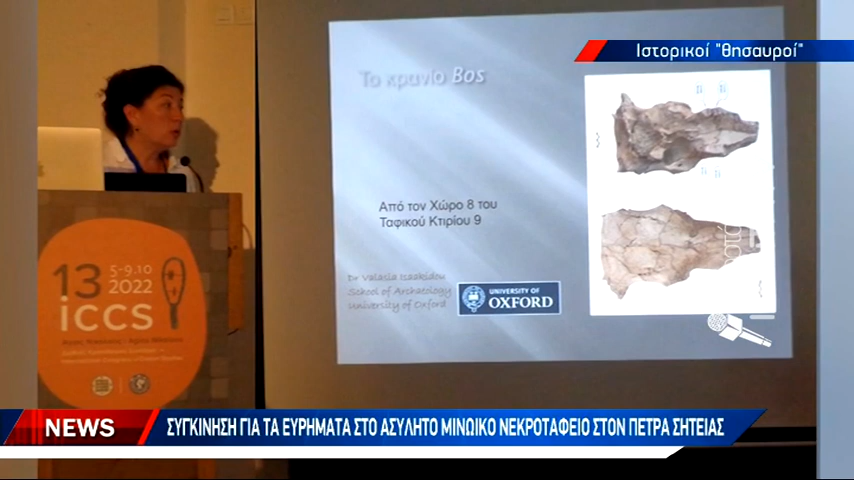 Ιστορικοί "θησαυροί"
Το κρανίο Bos
Από τον Χώρο 8 του
Ταφικού Κτιρίου 9
Dr Valasia Isaakidou
School of Archaeology
University of Oxford
UNIVERSITY OF
OXFORD
13
5-9.10
2022
iccs
NEWS
ΣΥΓΚΙΝΗΣΗ ΓΙΑ ΤΑ ΕΥΡΗΜΑΤΑ ΣΤΟ ΑΣΥΛΗΤΟ ΜΙΝΩΙΚΟ ΝΕΚΡΟΤΑΦΕΙΟ ΣΤΟΝ ΠΕΤΡΑ ΣΗΤΕΙΑΣ